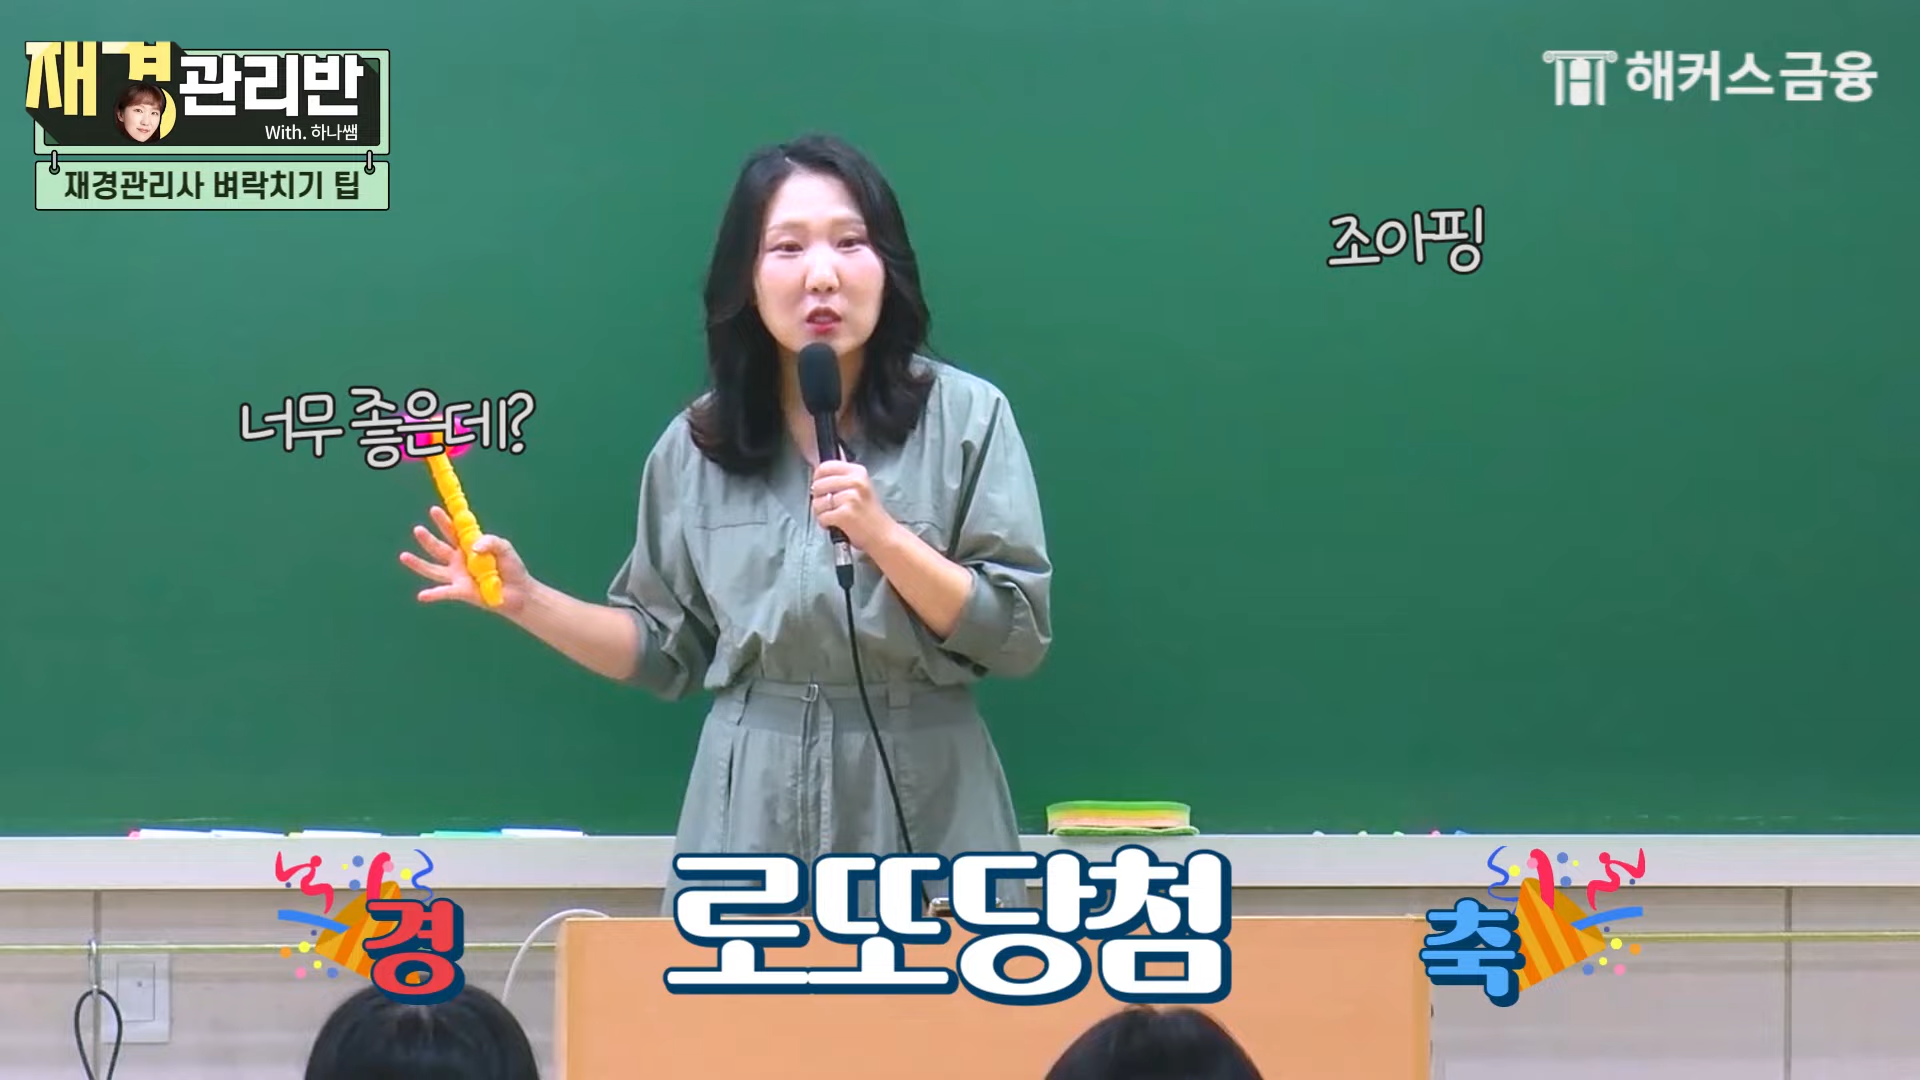 재경관리반
With. 하나쌤
재경관리사 벼락치기 팁
해커스금융
조아핑
너무 좋은데?
경 로또당첨 축